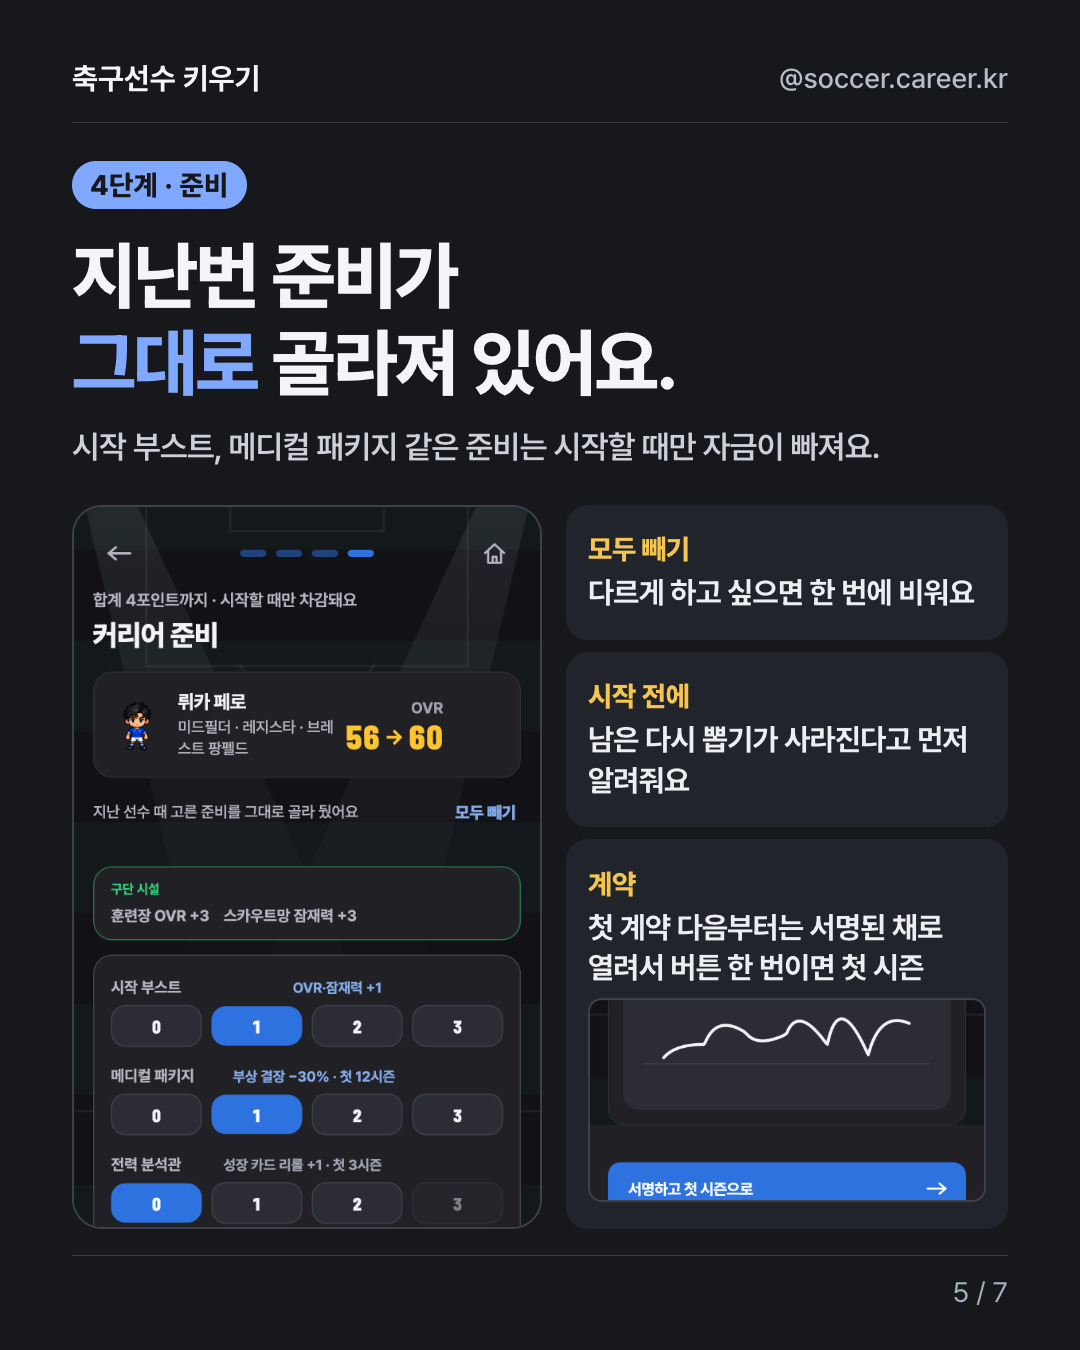 축구선수 키우기
@soccer.career.kr
4단계 · 준비
지난번 준비가
그대로 골라져 있어요.
시작 부스트, 메디컬 패키지 같은 준비는 시작할 때만 자금이 빠져요.
합계 4포인트까지 · 시작할 때만 차감돼요
커리어 준비
뤼카 페로
미드필더 · 레지스타 · 브레
스트 팡펠드
OVR
56 → 60
지난 선수 때 고른 준비를 그대로 골라 뒀어요
모두 빼기
구단 시설
훈련장 OVR +3 스카우트망 잠재력 +3
시작 부스트
OVR·잠재력 +1
0 1 2 3
메디컬 패키지
부상 결장 −30% · 첫 12시즌
0 1 2 3
전력 분석관
성장 카드 리롤 +1 · 첫 3시즌
0 1 2 3
모두 빼기
다르게 하고 싶으면 한 번에 비워요
시작 전에
남은 다시 뽑기가 사라진다고 먼저
알려줘요
계약
첫 계약 다음부터는 서명된 채로
열려서 버튼 한 번이면 첫 시즌
서명하고 첫 시즌으로 →
5 / 7